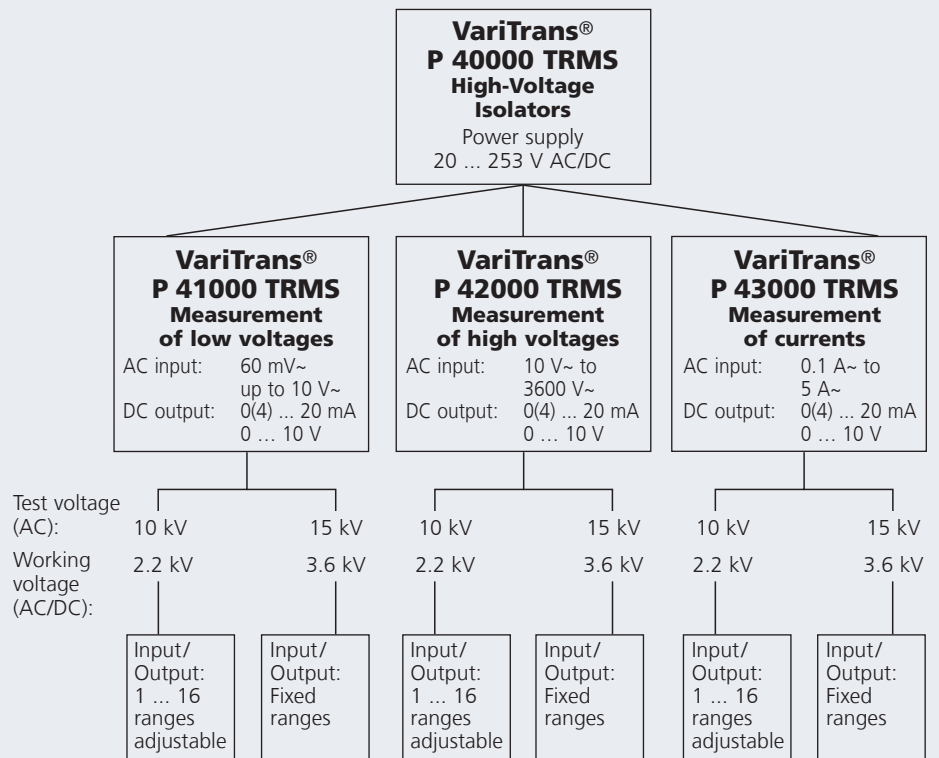 VariTrans®
P 40000 TRMS
High-Voltage
Isolators
Power supply
20 ... 253 V AC/DC
VariTrans®
P 41000 TRMS
Measurement
of low voltages
AC input: 60 mV~
up to 10 V~
DC output: 0(4) ... 20 mA
0 ... 10 V
VariTrans®
P 42000 TRMS
Measurement
of high voltages
AC input: 10 V~ to
3600 V~
DC output: 0(4) ... 20 mA
0 ... 10 V
VariTrans®
P 43000 TRMS
Measurement
of currents
AC input: 0.1 A~ to
5 A~
DC output: 0(4) ... 20 mA
0 ... 10 V
Test voltage
(AC): 10 kV 15 kV 10 kV 15 kV 10 kV 15 kV
Working
voltage
(AC/DC): 2.2 kV 3.6 kV 2.2 kV 3.6 kV 2.2 kV 3.6 kV
Input/
Output:
1 ... 16
ranges
adjustable
Input/
Output:
Fixed
ranges
Input/
Output:
1 ... 16
ranges
adjustable
Input/
Output:
Fixed
ranges
Input/
Output:
1 ... 16
ranges
adjustable
Input/
Output:
Fixed
ranges